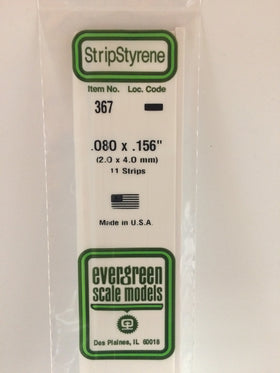 StripStyrene
Item No. Loc. Code
367
.080 x .156"
(2.0 x 4.0 mm)
11 Strips
Made in U.S.A.
evergreen
scale models
Des Plaines, IL 60018